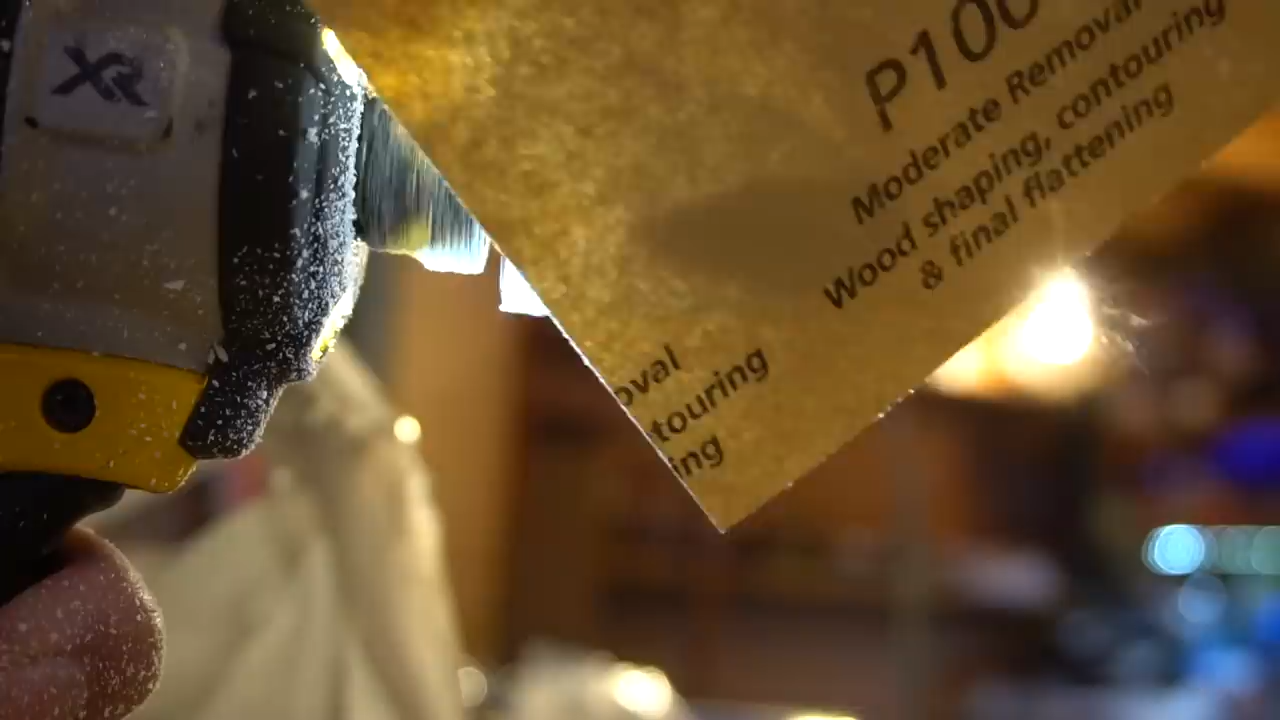 XR
P100
Moderate Removal
Wood shaping, contouring
& final flattening
oval
touring
ing